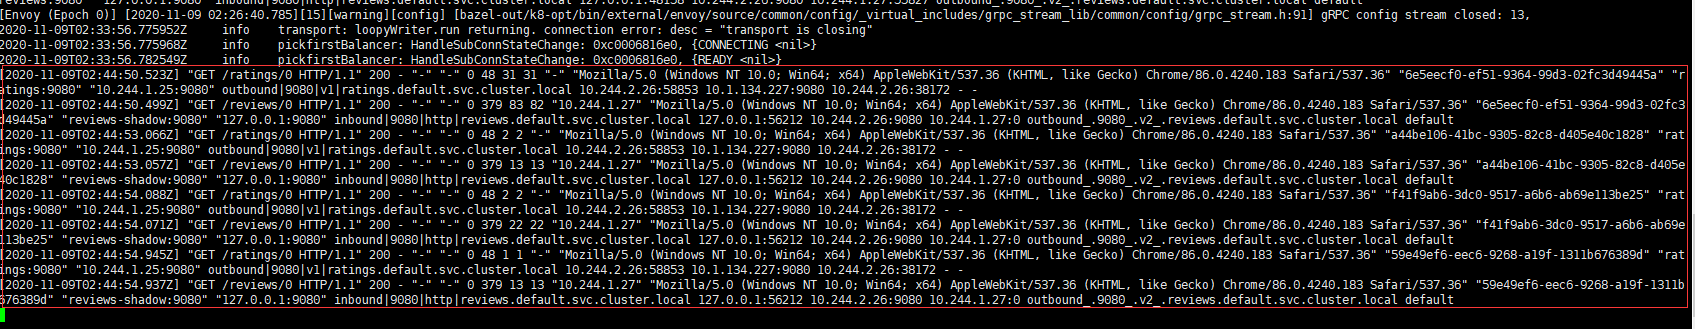 reviews:9080" "127.0.0.1:9080" inbound|9080|http|reviews.default.svc.cluster.local 127.0.0.1:48158 10.244.2.26:9080 10.244.1.27:33827 outbound_.9080_.v2_.reviews.default.svc.cluster.local default
[Envoy (Epoch 0)] [2020-11-09 02:26:40.785][15][warning][config] [bazel-out/k8-opt/bin/external/envoy/source/common/config/_virtual_includes/grpc_stream_lib/common/config/grpc_stream.h:91] gRPC config stream closed: 13,
2020-11-09T02:33:56.775952Z info transport: loopyWriter.run returning. connection error: desc = "transport is closing"
2020-11-09T02:33:56.775968Z info pickfirstBalancer: HandleSubConnStateChange: 0xc0006816e0, {CONNECTING <nil>}
2020-11-09T02:33:56.782549Z info pickfirstBalancer: HandleSubConnStateChange: 0xc0006816e0, {READY <nil>}
[2020-11-09T02:44:50.523Z] "GET /ratings/0 HTTP/1.1" 200 - "-" "-" 0 48 31 31 "-" "Mozilla/5.0 (Windows NT 10.0; Win64; x64) AppleWebKit/537.36 (KHTML, like Gecko) Chrome/86.0.4240.183 Safari/537.36" "6e5eecf0-ef51-9364-99d3-02fc3d49445a" "r
atings:9080" "10.244.1.25:9080" outbound|9080|v1|ratings.default.svc.cluster.local 10.244.2.26:58853 10.1.134.227:9080 10.244.2.26:38172 - -
[2020-11-09T02:44:50.499Z] "GET /reviews/0 HTTP/1.1" 200 - "-" "-" 0 379 83 82 "10.244.1.27" "Mozilla/5.0 (Windows NT 10.0; Win64; x64) AppleWebKit/537.36 (KHTML, like Gecko) Chrome/86.0.4240.183 Safari/537.36" "6e5eecf0-ef51-9364-99d3-02fc3
d49445a" "reviews-shadow:9080" "127.0.0.1:9080" inbound|9080|http|reviews.default.svc.cluster.local 127.0.0.1:56212 10.244.2.26:9080 10.244.1.27:0 outbound_.9080_.v2_.reviews.default.svc.cluster.local default
[2020-11-09T02:44:53.066Z] "GET /ratings/0 HTTP/1.1" 200 - "-" "-" 0 48 2 2 "-" "Mozilla/5.0 (Windows NT 10.0; Win64; x64) AppleWebKit/537.36 (KHTML, like Gecko) Chrome/86.0.4240.183 Safari/537.36" "a44be106-41bc-9305-82c8-d405e40c1828" "rat
ings:9080" "10.244.1.25:9080" outbound|9080|v1|ratings.default.svc.cluster.local 10.244.2.26:58853 10.1.134.227:9080 10.244.2.26:38172 - -
[2020-11-09T02:44:53.057Z] "GET /reviews/0 HTTP/1.1" 200 - "-" "-" 0 379 13 13 "10.244.1.27" "Mozilla/5.0 (Windows NT 10.0; Win64; x64) AppleWebKit/537.36 (KHTML, like Gecko) Chrome/86.0.4240.183 Safari/537.36" "a44be106-41bc-9305-82c8-d405e
40c1828" "reviews-shadow:9080" "127.0.0.1:9080" inbound|9080|http|reviews.default.svc.cluster.local 127.0.0.1:56212 10.244.2.26:9080 10.244.1.27:0 outbound_.9080_.v2_.reviews.default.svc.cluster.local default
[2020-11-09T02:44:54.088Z] "GET /ratings/0 HTTP/1.1" 200 - "-" "-" 0 48 2 2 "-" "Mozilla/5.0 (Windows NT 10.0; Win64; x64) AppleWebKit/537.36 (KHTML, like Gecko) Chrome/86.0.4240.183 Safari/537.36" "f41f9ab6-3dc0-9517-a6b6-ab69e113be25" "rat
ings:9080" "10.244.1.25:9080" outbound|9080|v1|ratings.default.svc.cluster.local 10.244.2.26:58853 10.1.134.227:9080 10.244.2.26:38172 - -
[2020-11-09T02:44:54.071Z] "GET /reviews/0 HTTP/1.1" 200 - "-" "-" 0 379 22 22 "10.244.1.27" "Mozilla/5.0 (Windows NT 10.0; Win64; x64) AppleWebKit/537.36 (KHTML, like Gecko) Chrome/86.0.4240.183 Safari/537.36" "f41f9ab6-3dc0-9517-a6b6-ab69e
113be25" "reviews-shadow:9080" "127.0.0.1:9080" inbound|9080|http|reviews.default.svc.cluster.local 127.0.0.1:56212 10.244.2.26:9080 10.244.1.27:0 outbound_.9080_.v2_.reviews.default.svc.cluster.local default
[2020-11-09T02:44:54.945Z] "GET /ratings/0 HTTP/1.1" 200 - "-" "-" 0 48 1 1 "-" "Mozilla/5.0 (Windows NT 10.0; Win64; x64) AppleWebKit/537.36 (KHTML, like Gecko) Chrome/86.0.4240.183 Safari/537.36" "59e49ef6-eec6-9268-a19f-1311b676389d" "rat
ings:9080" "10.244.1.25:9080" outbound|9080|v1|ratings.default.svc.cluster.local 10.244.2.26:58853 10.1.134.227:9080 10.244.2.26:38172 - -
[2020-11-09T02:44:54.937Z] "GET /reviews/0 HTTP/1.1" 200 - "-" "-" 0 379 13 13 "10.244.1.27" "Mozilla/5.0 (Windows NT 10.0; Win64; x64) AppleWebKit/537.36 (KHTML, like Gecko) Chrome/86.0.4240.183 Safari/537.36" "59e49ef6-eec6-9268-a19f-1311b
676389d" "reviews-shadow:9080" "127.0.0.1:9080" inbound|9080|http|reviews.default.svc.cluster.local 127.0.0.1:56212 10.244.2.26:9080 10.244.1.27:0 outbound_.9080_.v2_.reviews.default.svc.cluster.local default